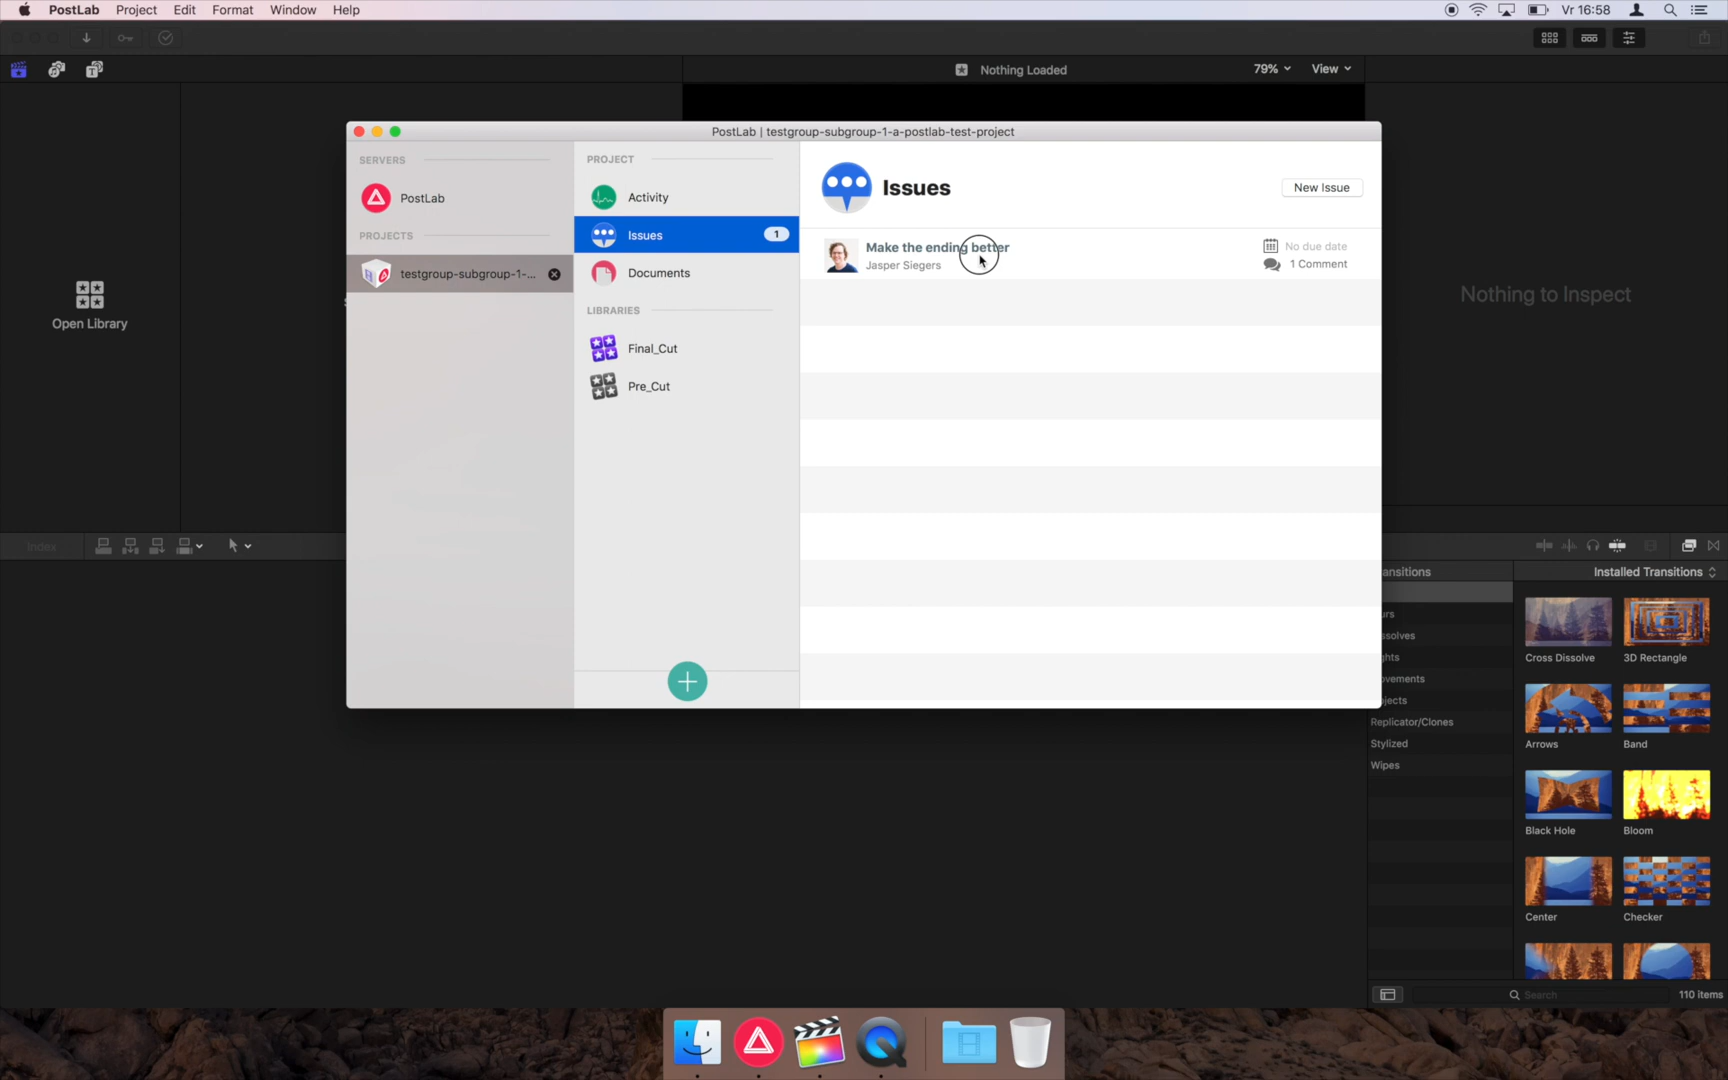 PostLab Project Edit Format Window Help
Vr 16:58
Nothing Loaded
79%
View
PostLab | testgroup-subgroup-1-a-postlab-test-project
SERVERS
PostLab
PROJECTS
testgroup-subgroup-1-...
PROJECT
Activity
Issues
1
Documents
LIBRARIES
Final_Cut
Pre_Cut
Issues
New Issue
Make the ending better
Jasper Siegers
No due date
1 Comment
Open Library
Nothing to Inspect
Index
ansitions
Installed Transitions
urs
ssolves
ghts
ovements
jects
Replicator/Clones
Stylized
Wipes
Cross Dissolve
3D Rectangle
Arrows
Band
Black Hole
Bloom
Center
Checker
Search
110 items